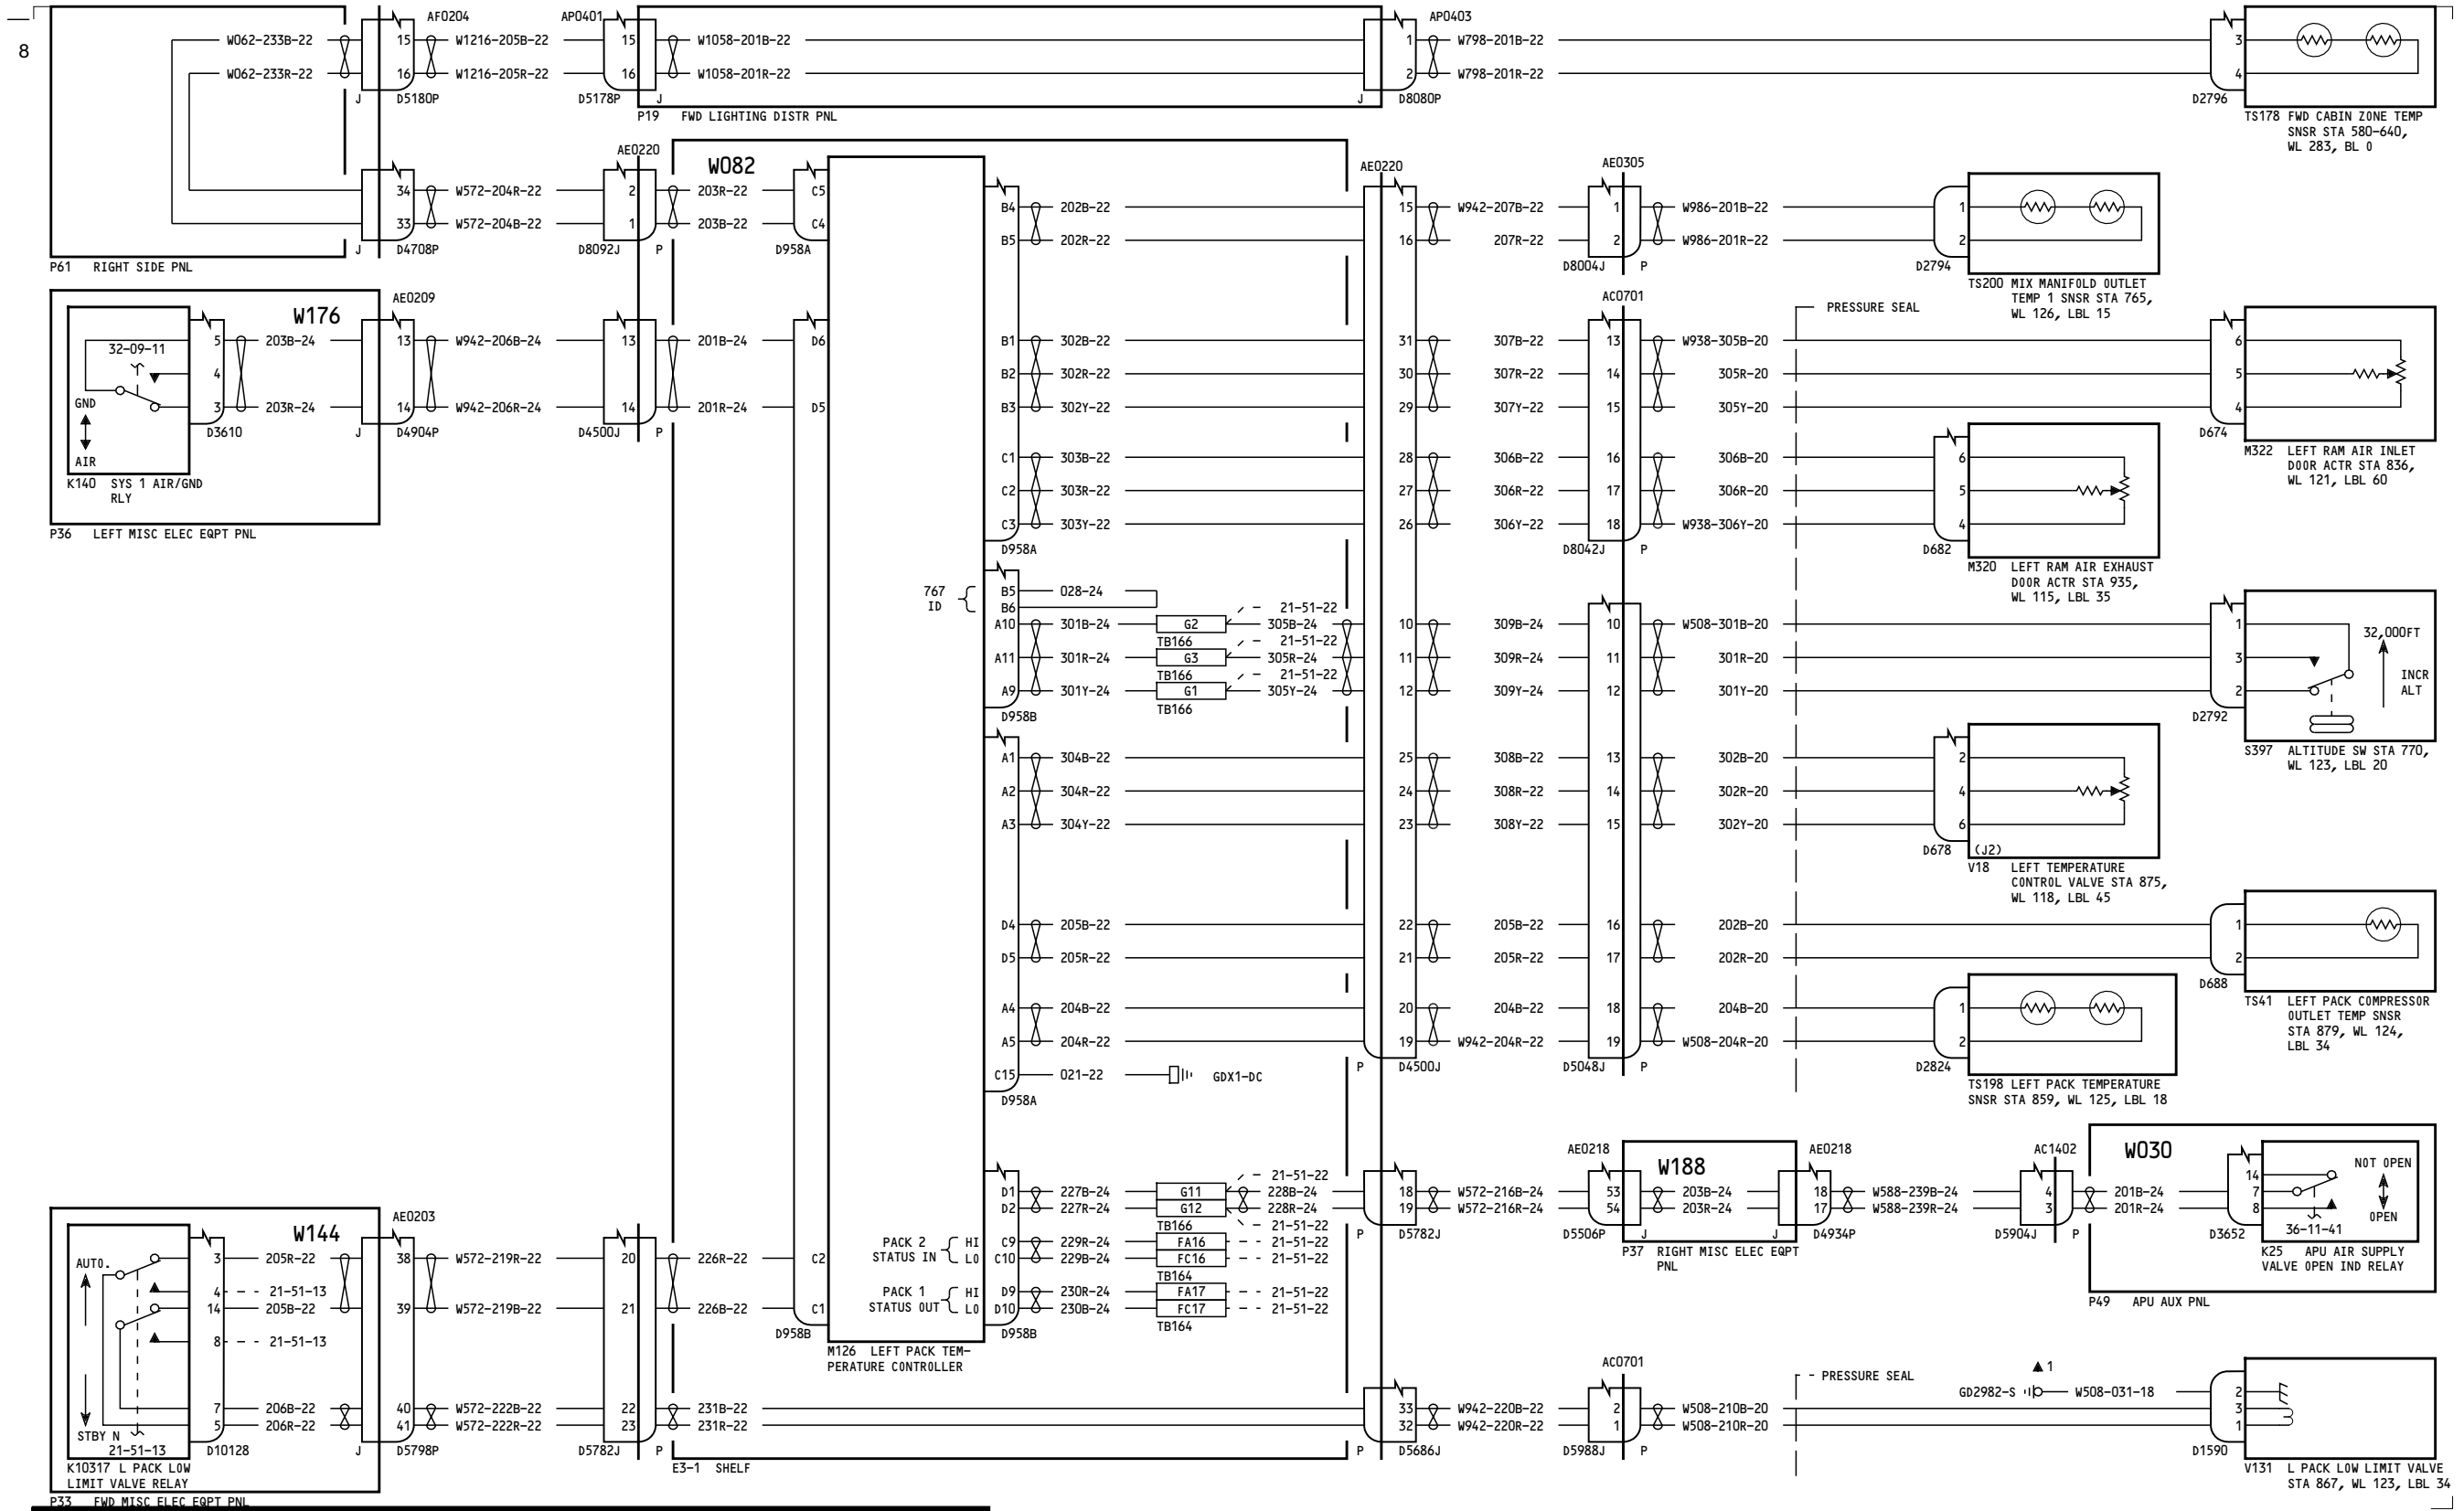 8
AF0204
AP0401
AP0403
W062-233B-22
15
W1216-205B-22
15
W1058-201B-22
1
W798-201B-22
3
W062-233R-22
16
W1216-205R-22
16
W1058-201R-22
2
W798-201R-22
4
J
D5180P
D5178P
J
J
D8080P
D2796
P19 FWD LIGHTING DISTR PNL
TS178 FWD CABIN ZONE TEMP
SNSR STA 580-640,
WL 283, BL 0
AE0220
W082
AE0220
AE0305
34
W572-204R-22
2
203R-22
C5
33
W572-204B-22
1
203B-22
C4
J
D4708P
D8092J
P
D958A
P61 RIGHT SIDE PNL
B4
202B-22
15
W942-207B-22
1
W986-201B-22
1
B5
202R-22
16
207R-22
2
W986-201R-22
2
D8004J
P
D2794
TS200 MIX MANIFOLD OUTLET
TEMP 1 SNSR STA 765,
WL 126, LBL 15
AE0209
W176
AC0701
PRESSURE SEAL
32-09-11
5
203B-24
13
W942-206B-24
13
201B-24
D6
4
GND
3
203R-24
14
W942-206R-24
14
201R-24
D5
AIR
D3610
J
D4904P
D4500J
P
K140 SYS 1 AIR/GND
RLY
P36 LEFT MISC ELEC EQPT PNL
B1
302B-22
31
307B-22
13
W938-305B-20
6
B2
302R-22
30
307R-22
14
305R-20
5
B3
302Y-22
29
307Y-22
15
305Y-20
4
D674
M322 LEFT RAM AIR INLET
DOOR ACTR STA 836,
WL 121, LBL 60
C1
303B-22
28
306B-22
16
306B-20
6
C2
303R-22
27
306R-22
17
306R-20
5
C3
303Y-22
26
306Y-22
18
W938-306Y-20
4
D958A
D8042J
P
D682
M320 LEFT RAM AIR EXHAUST
DOOR ACTR STA 935,
WL 115, LBL 35
767
ID
B5
028-24
B6
21-51-22
A10
301B-24
G2
305B-24
10
309B-24
10
W508-301B-20
1
TB166
21-51-22
A11
301R-24
G3
305R-24
11
309R-24
11
301R-20
3
TB166
21-51-22
A9
301Y-24
G1
305Y-24
12
309Y-24
12
301Y-20
2
TB166
D958B
D2792
32,000FT
INCR
ALT
S397 ALTITUDE SW STA 770,
WL 123, LBL 20
A1
304B-22
25
308B-22
13
302B-20
2
A2
304R-22
24
308R-22
14
302R-20
4
A3
304Y-22
23
308Y-22
15
302Y-20
6
D678
(J2)
V18 LEFT TEMPERATURE
CONTROL VALVE STA 875,
WL 118, LBL 45
D4
205B-22
22
205B-22
16
202B-20
1
D5
205R-22
21
205R-22
17
202R-20
2
D688
TS41 LEFT PACK COMPRESSOR
OUTLET TEMP SNSR
STA 879, WL 124,
LBL 34
A4
204B-22
20
204B-22
18
204B-20
1
A5
204R-22
19
W942-204R-22
19
W508-204R-20
2
P
D4500J
D5048J
P
D2824
C15
021-22
GDX1-DC
D958A
TS198 LEFT PACK TEMPERATURE
SNSR STA 859, WL 125, LBL 18
AE0218
W188
AE0218
AC1402
W030
21-51-22
D1
227B-24
G11
228B-24
18
W572-216B-24
53
203B-24
18
W588-239B-24
4
201B-24
D2
227R-24
G12
228R-24
19
W572-216R-24
54
203R-24
17
W588-239R-24
3
201R-24
14
7
8
NOT OPEN
OPEN
36-11-41
TB166
21-51-22
P
D5782J
D5506P
J
J
D4934P
D5904J
P
D3652
P37 RIGHT MISC ELEC EQPT
PNL
K25 APU AIR SUPPLY
VALVE OPEN IND RELAY
P49 APU AUX PNL
PACK 2
STATUS IN
HI
LO
C9
229R-24
FA16
21-51-22
C10
229B-24
FC16
21-51-22
TB164
PACK 1
STATUS OUT
HI
LO
D9
230R-24
FA17
21-51-22
D10
230B-24
FC17
21-51-22
D958B
TB164
W144
AE0203
AUTO.
3
205R-22
38
W572-219R-22
20
226R-22
C2
4
21-51-13
14
205B-22
39
W572-219B-22
21
226B-22
C1
8
21-51-13
D958B
M126 LEFT PACK TEM-
PERATURE CONTROLLER
AC0701
PRESSURE SEAL
1
GD2982-S
W508-031-18
2
7
206B-22
40
W572-222B-22
22
231B-22
33
W942-220B-22
2
W508-210B-20
3
5
206R-22
41
W572-222R-22
23
231R-22
32
W942-220R-22
1
W508-210R-20
1
STBY N
21-51-13
D10128
J
D5798P
D5782J
P
P
D5686J
D5988J
P
D1590
K10317 L PACK LOW
LIMIT VALVE RELAY
E3-1 SHELF
V131 L PACK LOW LIMIT VALVE
STA 867, WL 123, LBL 34
P33 FWD MISC ELEC EQPT PNL